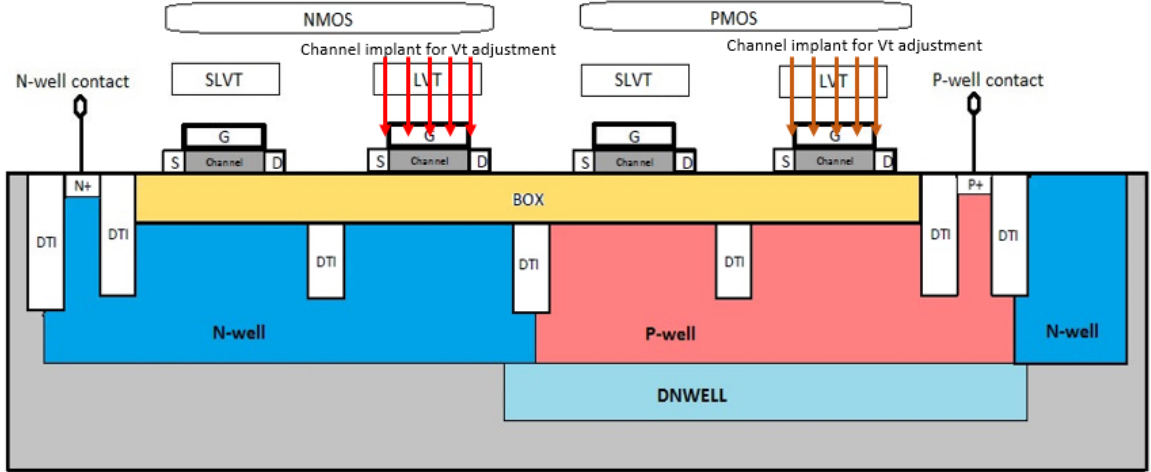 NMOS
PMOS
Channel implant for Vt adjustment
Channel implant for Vt adjustment
N-well contact
SLVT
LVT
SLVT
LVT
P-well contact
G
G
G
G
S
Channel
D
S
Channel
D
S
Channel
D
S
Channel
D
N+
P+
BOX
DTI
DTI
DTI
DTI
DTI
DTI
DTI
N-well
P-well
N-well
DNWELL